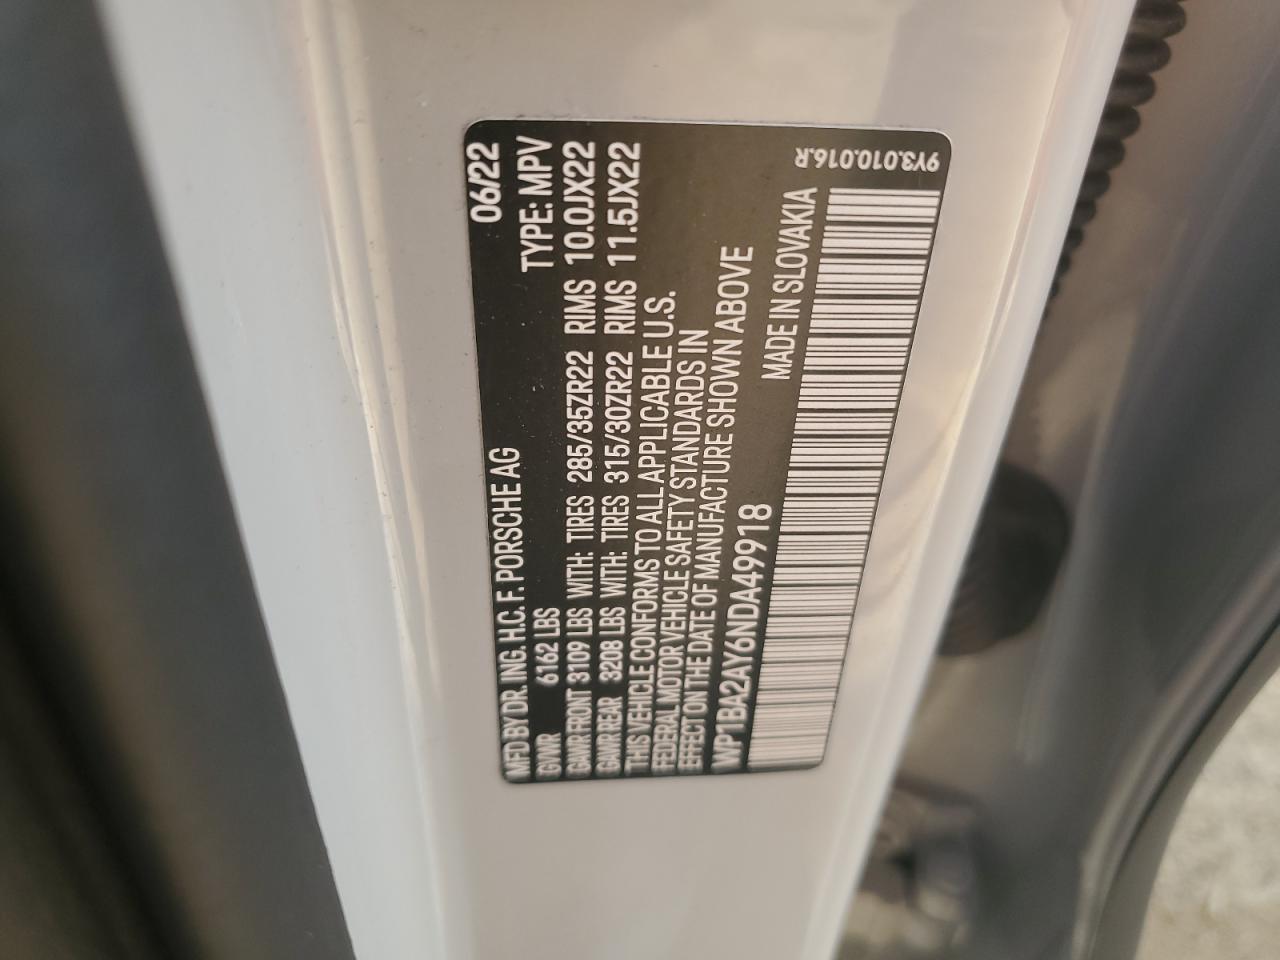 MFD BY DR. ING. H.C. F. PORSCHE AG 06/22
GVWR 6162 LBS TYPE: MPV
GAWR FRONT 3109 LBS WITH: TIRES 285/35ZR22 RIMS 10.0JX22
GAWR REAR 3208 LBS WITH: TIRES 315/30ZR22 RIMS 11.5JX22
THIS VEHICLE CONFORMS TO ALL APPLICABLE U.S.
FEDERAL MOTOR VEHICLE SAFETY STANDARDS IN
EFFECT ON THE DATE OF MANUFACTURE SHOWN ABOVE
WP1BA2AY6NDA49918 MADE IN SLOVAKIA
9Y3.010.016.R